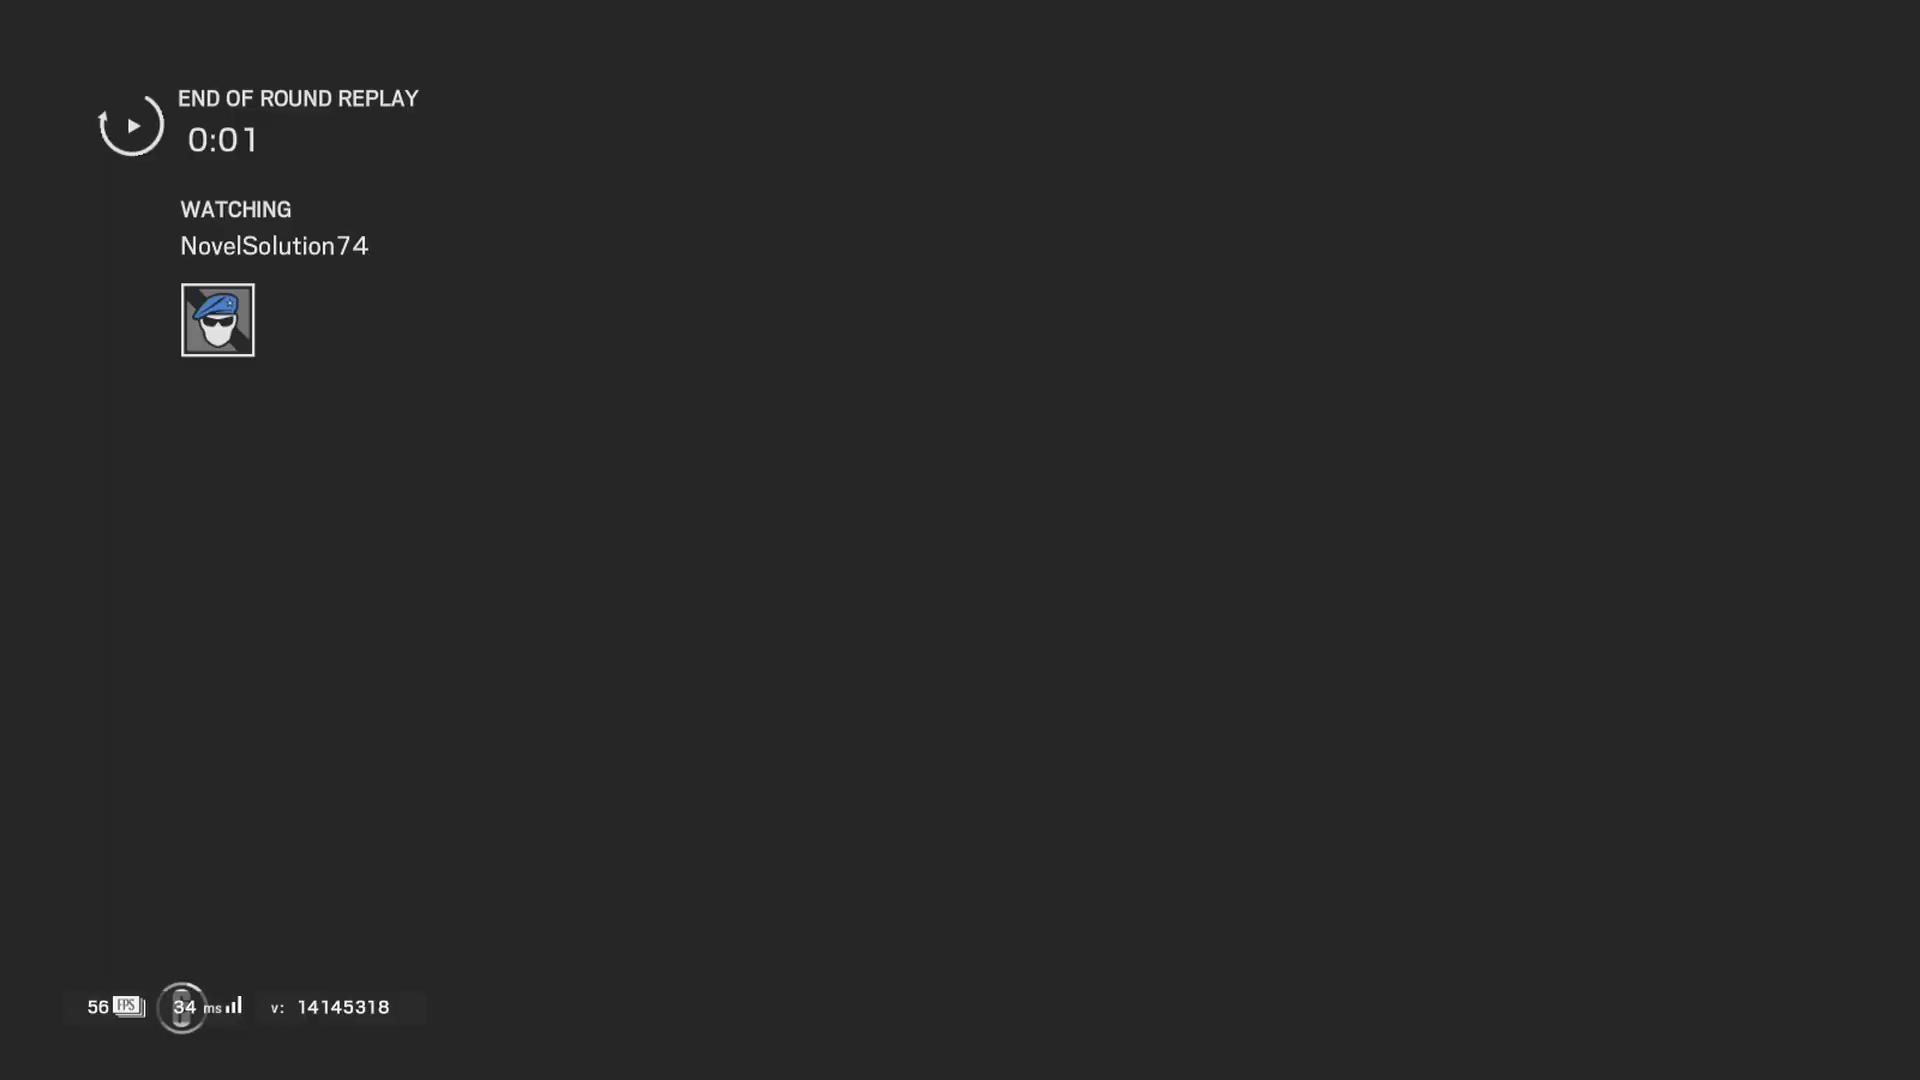 END OF ROUND REPLAY
0:01
WATCHING
NovelSolution74
56 FPS 34 ms v: 14145318